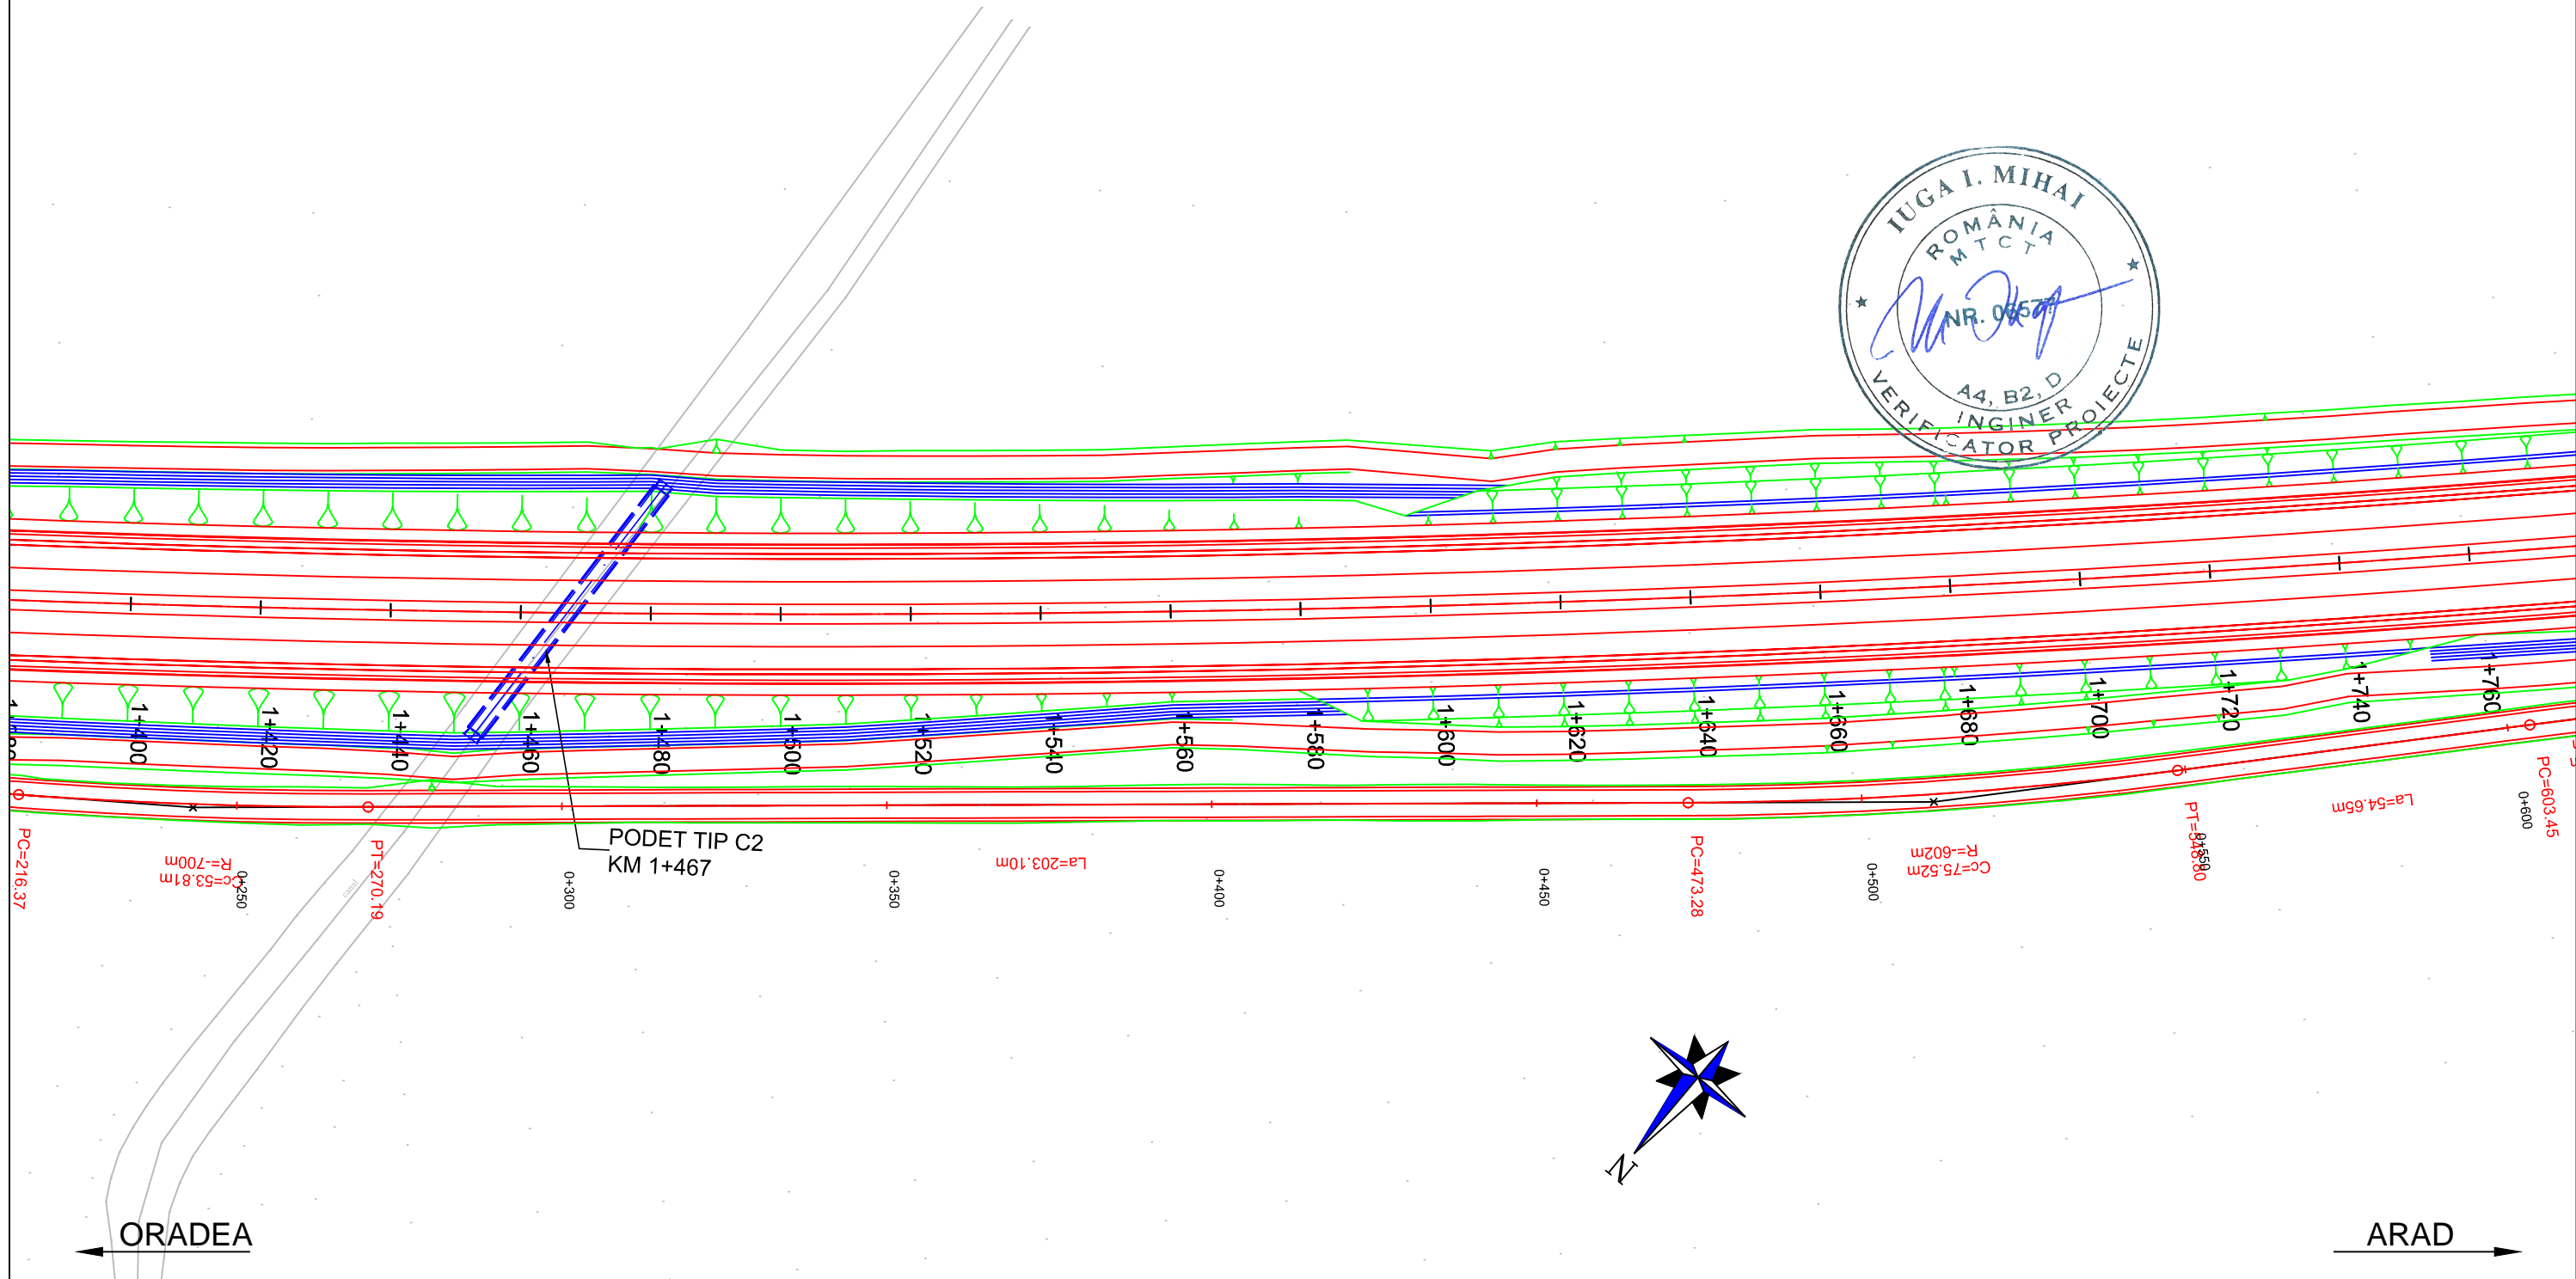 IUGA I. MIHAI
ROMÂNIA
MTCT
NR. 06577
A4, B2, D
INGINER
VERIFICATOR PROIECTE
1+400
1+420
1+440
1+460
1+480
1+500
1+520
1+540
1+560
1+580
1+600
1+620
1+640
1+660
1+680
1+700
1+720
1+740
1+760
PODET TIP C2
KM 1+467
PC=216.37
R=-700m
Cc=53.81m
0+250
PT=270.19
canal
0+300
0+350
La=203.10m
0+400
0+450
PC=473.28
0+500
R=-602m
Cc=75.52m
PT=548.80
0+550
La=54.65m
0+600
PC=603.45
N
ORADEA
ARAD